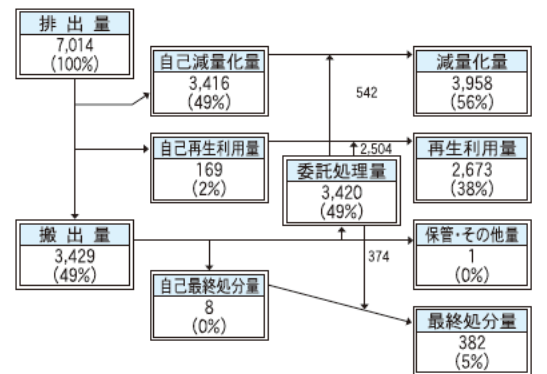 排出量
7,014
(100%)
自己減量化量
3,416
(49%)
減量化量
3,958
(56%)
542
自己再生利用量
169
(2%)
2,504
再生利用量
2,673
(38%)
委託処理量
3,420
(49%)
搬出量
3,429
(49%)
374
保管・その他量
1
(0%)
自己最終処分量
8
(0%)
最終処分量
382
(5%)